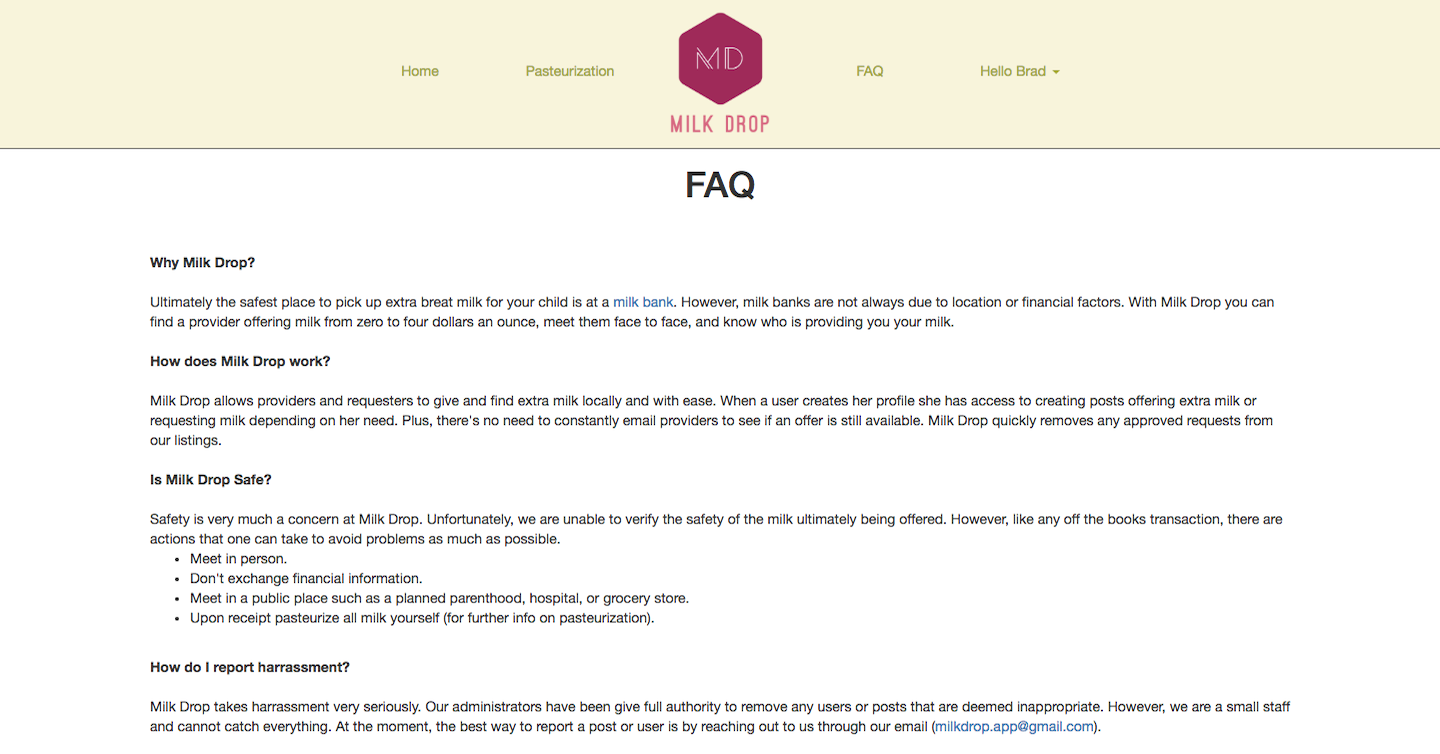 Home
Pasteurization
MD
MILK DROP
FAQ
Hello Brad
FAQ
Why Milk Drop?
Ultimately the safest place to pick up extra breat milk for your child is at a milk bank. However, milk banks are not always due to location or financial factors. With Milk Drop you can
find a provider offering milk from zero to four dollars an ounce, meet them face to face, and know who is providing you your milk.
How does Milk Drop work?
Milk Drop allows providers and requesters to give and find extra milk locally and with ease. When a user creates her profile she has access to creating posts offering extra milk or
requesting milk depending on her need. Plus, there's no need to constantly email providers to see if an offer is still available. Milk Drop quickly removes any approved requests from
our listings.
Is Milk Drop Safe?
Safety is very much a concern at Milk Drop. Unfortunately, we are unable to verify the safety of the milk ultimately being offered. However, like any off the books transaction, there are
actions that one can take to avoid problems as much as possible.
• Meet in person.
• Don't exchange financial information.
• Meet in a public place such as a planned parenthood, hospital, or grocery store.
• Upon receipt pasteurize all milk yourself (for further info on pasteurization).
How do I report harrassment?
Milk Drop takes harrassment very seriously. Our administrators have been give full authority to remove any users or posts that are deemed inappropriate. However, we are a small staff
and cannot catch everything. At the moment, the best way to report a post or user is by reaching out to us through our email (milkdrop.app@gmail.com).